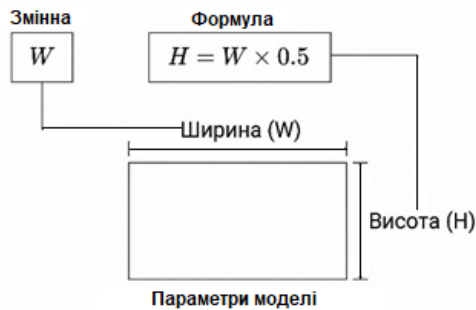 Змінна
Формула
W
H = W × 0.5
Ширина (W)
Висота (H)
Параметри моделі